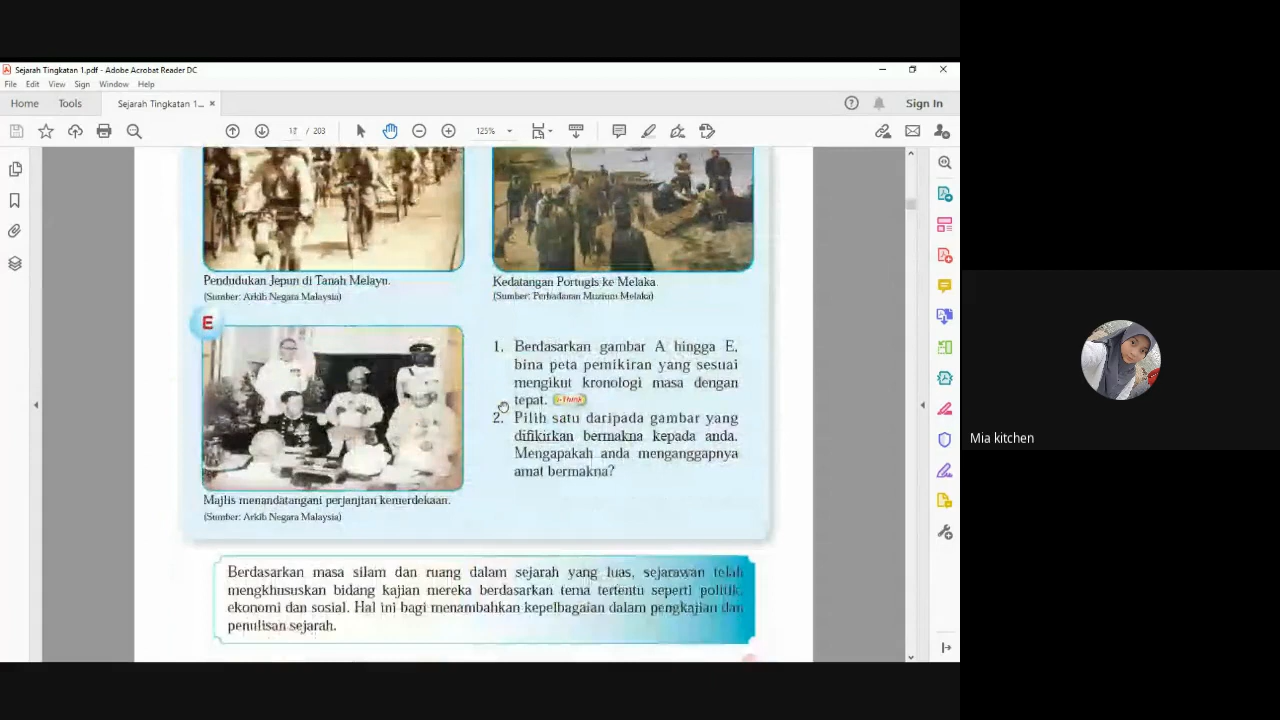 Sejarah Tingkatan 1.pdf - Adobe Acrobat Reader DC
File Edit View Sign Window Help
Home Tools Sejarah Tingkatan 1... × Sign In
/ 203 125%
Pendudukan Jepun di Tanah Melayu.
(Sumber: Arkib Negara Malaysia)
Kedatangan Portugis ke Melaka.
(Sumber: Perbadanan Muzium Melaka)
E
1. Berdasarkan gambar A hingga E,
bina peta pemikiran yang sesuai
mengikut kronologi masa dengan
tepat. i-Think
2. Pilih satu daripada gambar yang
difikirkan bermakna kepada anda.
Mengapakah anda menganggapnya
amat bermakna?
Majlis menandatangani perjanjian kemerdekaan.
(Sumber: Arkib Negara Malaysia)
Berdasarkan masa silam dan ruang dalam sejarah yang luas, sejarawan telah
mengkhususkan bidang kajian mereka berdasarkan tema tertentu seperti politik,
ekonomi dan sosial. Hal ini bagi menambahkan kepelbagaian dalam pengkajian dan
penulisan sejarah.
Mia kitchen